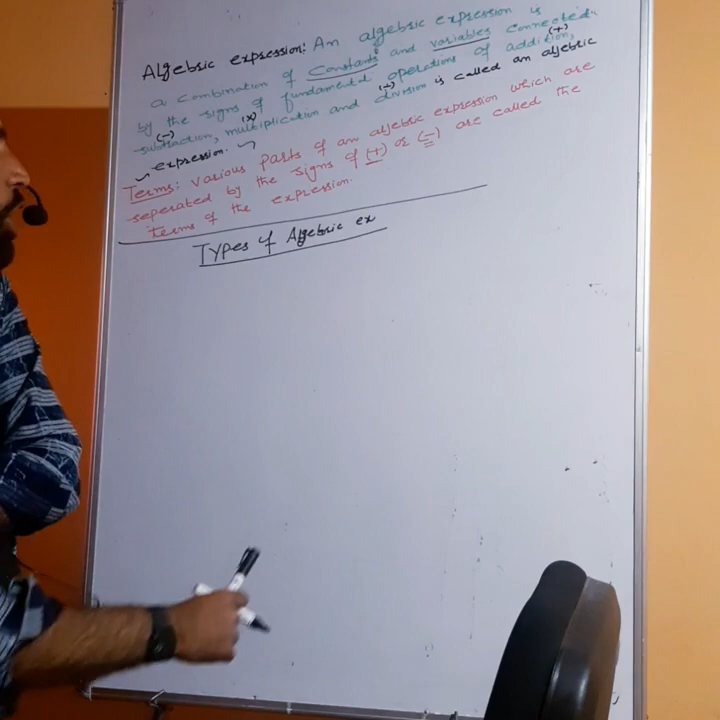 Algebric expression: An algebric expression is
a combination of Constants and variables connected
by the signs of fundamental operations of addition, (+)
(-) (x) (÷)
subtraction, multiplication and division is called an algebric
expression.
Terms: various parts of an algebric expression which are
seperated by the signs of (+) or (-) are called the
terms of the expression.
Types of Algebric ex